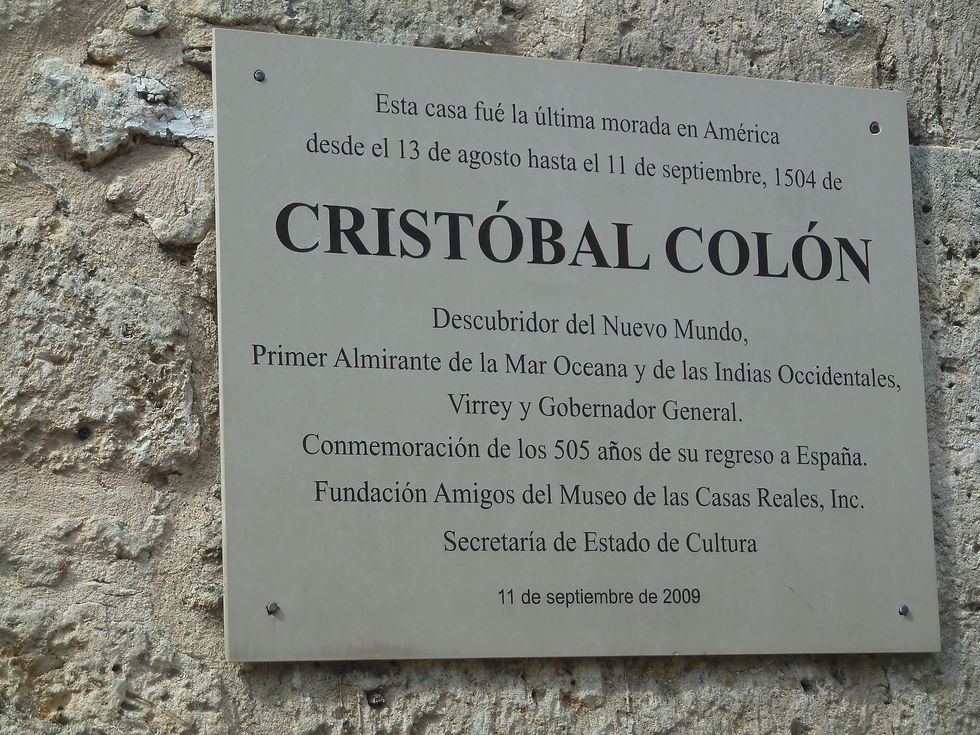 Esta casa fué la última morada en América
desde el 13 de agosto hasta el 11 de septiembre, 1504 de
CRISTÓBAL COLÓN
Descubridor del Nuevo Mundo,
Primer Almirante de la Mar Oceana y de las Indias Occidentales,
Virrey y Gobernador General.
Conmemoración de los 505 años de su regreso a España.
Fundación Amigos del Museo de las Casas Reales, Inc.
Secretaría de Estado de Cultura
11 de septiembre de 2009